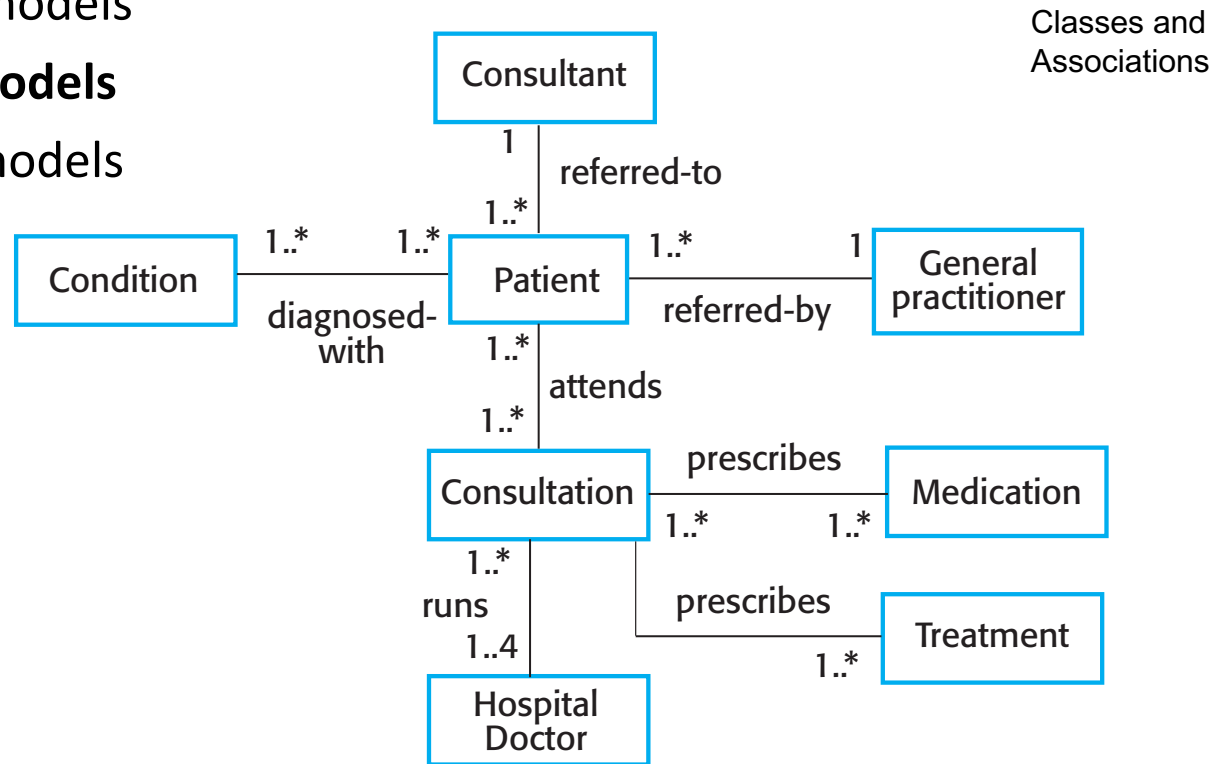 models
odels
models
Classes and
Associations
Consultant
1
referred-to
1..*
Condition
1..*
1..*
Patient
1..*
1
General
practitioner
diagnosed-
with
referred-by
1..*
attends
1..*
Consultation
prescribes
1..*
1..*
Medication
1..*
runs
1..4
prescribes
1..*
Treatment
Hospital
Doctor